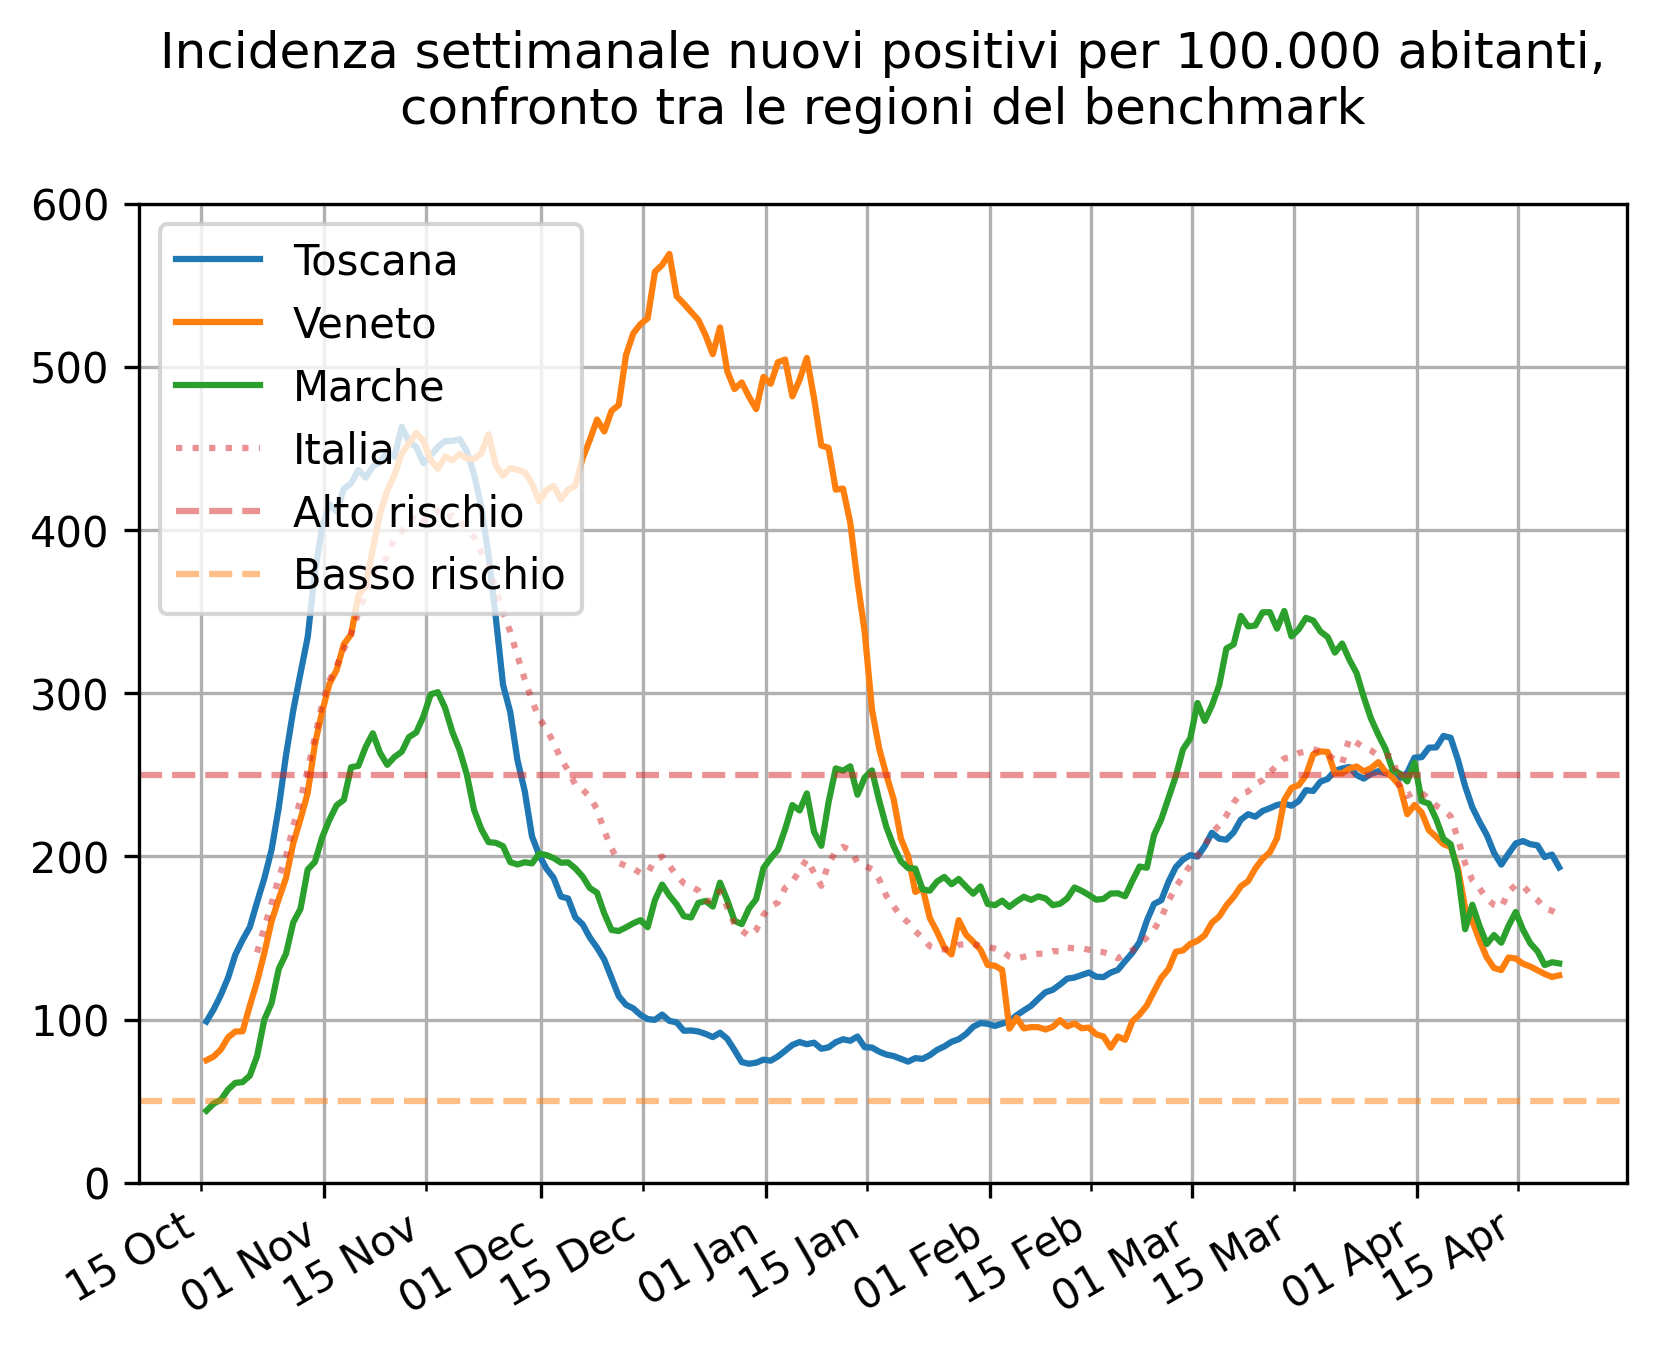 Incidenza settimanale nuovi positivi per 100.000 abitanti,
confronto tra le regioni del benchmark
600
500
400
300
200
100
0
Toscana
Veneto
Marche
Italia
Alto rischio
Basso rischio
15 Oct
01 Nov
15 Nov
01 Dec
15 Dec
01 Jan
15 Jan
01 Feb
15 Feb
01 Mar
15 Mar
01 Apr
15 Apr